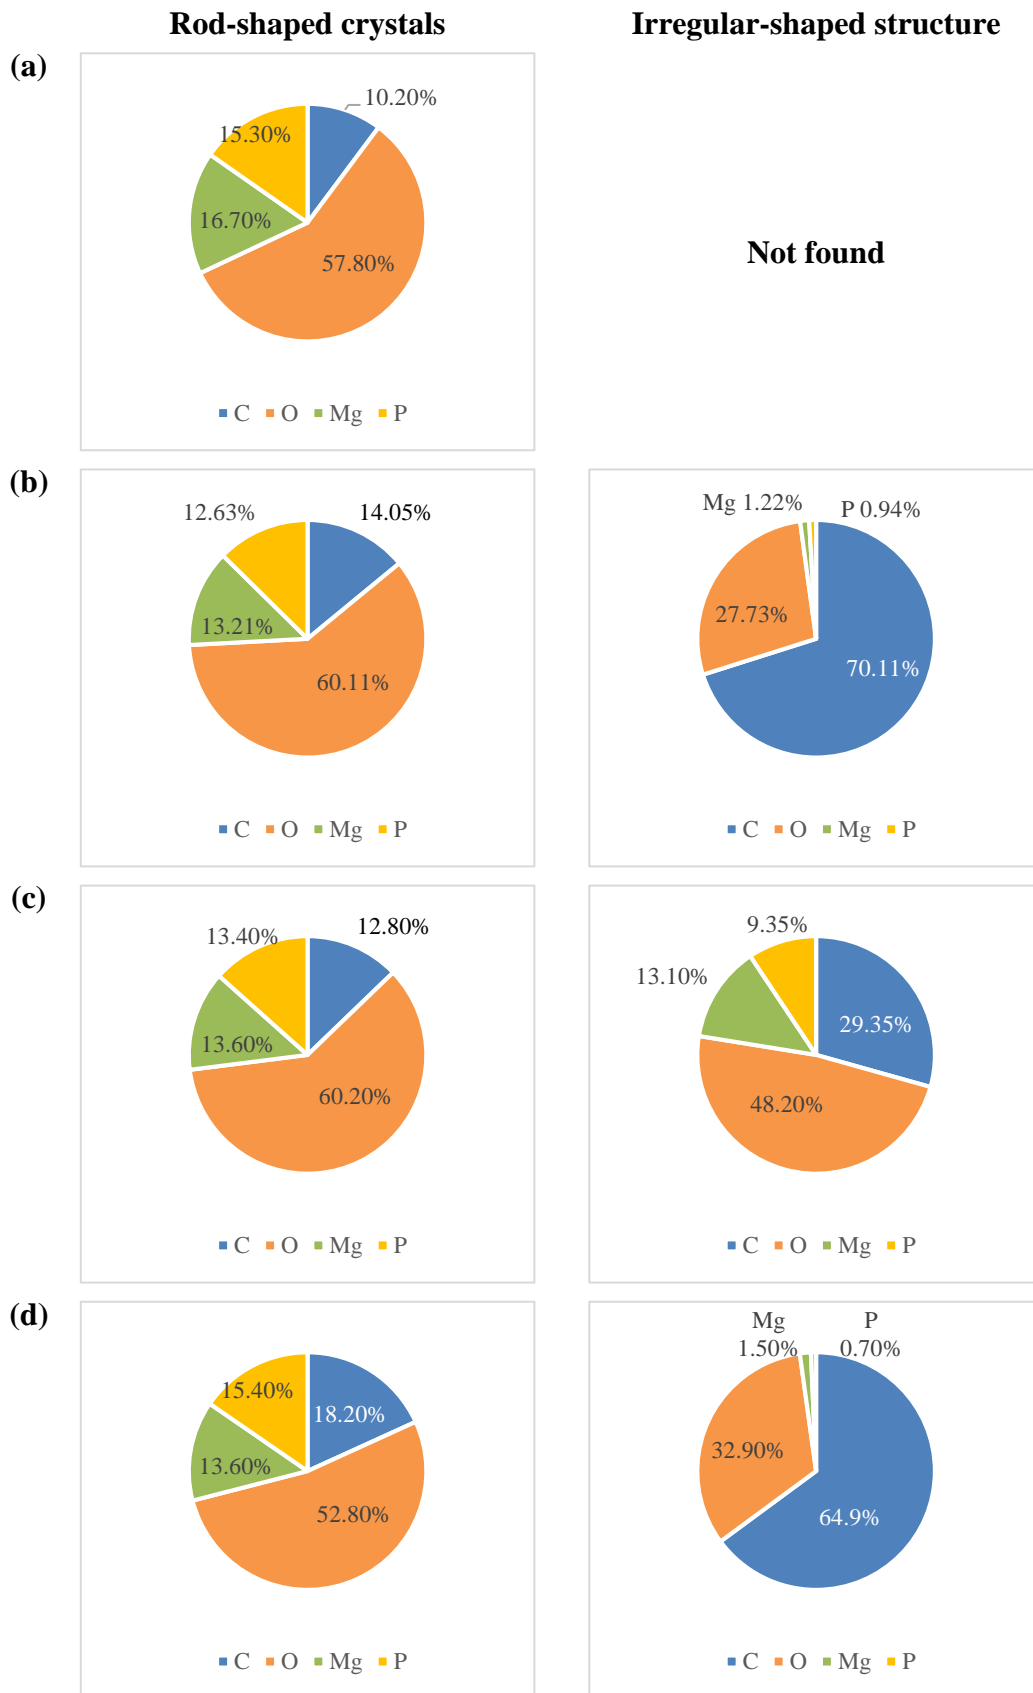 Rod-shaped crystals
Irregular-shaped structure
(a)
10.20%
15.30%
16.70%
57.80%
C O Mg P
Not found
(b)
12.63%
14.05%
13.21%
60.11%
C O Mg P
Mg 1.22%
P 0.94%
27.73%
70.11%
C O Mg P
(c)
13.40%
12.80%
13.60%
60.20%
C O Mg P
9.35%
13.10%
29.35%
48.20%
C O Mg P
(d)
15.40%
18.20%
13.60%
52.80%
C O Mg P
Mg
1.50%
P
0.70%
32.90%
64.9%
C O Mg P